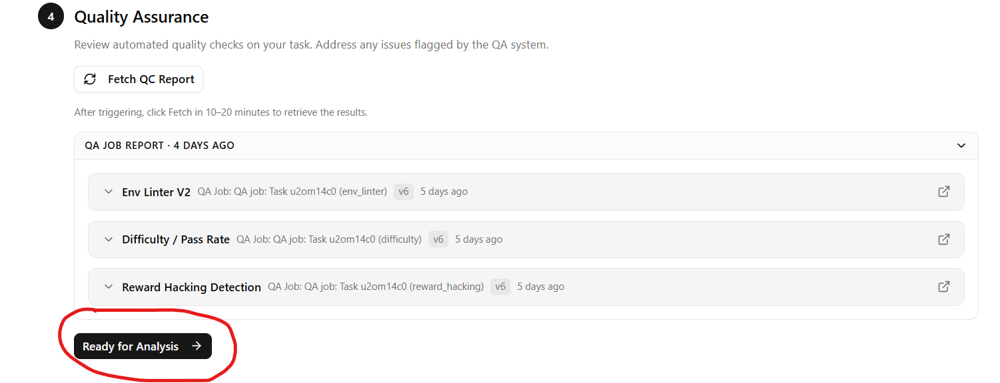 4
Quality Assurance
Review automated quality checks on your task. Address any issues flagged by the QA system.
Fetch QC Report
After triggering, click Fetch in 10–20 minutes to retrieve the results.
QA JOB REPORT · 4 DAYS AGO
Env Linter V2 QA Job: QA job: Task u2om14c0 (env_linter) v6 5 days ago
Difficulty / Pass Rate QA Job: QA job: Task u2om14c0 (difficulty) v6 5 days ago
Reward Hacking Detection QA Job: QA job: Task u2om14c0 (reward_hacking) v6 5 days ago
Ready for Analysis →